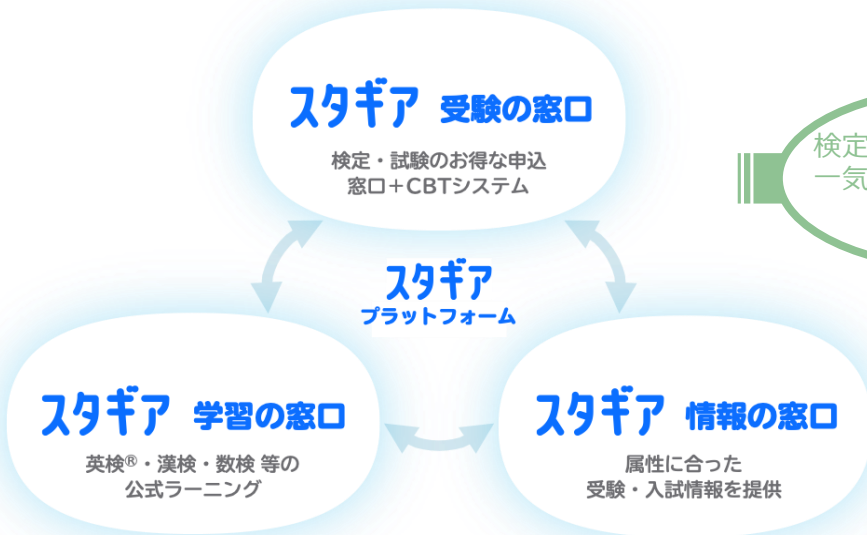 スタギア 受験の窓口
検定・試験のお得な申込
窓口+CBTシステム
検定
一気
スタギア
プラットフォーム
スタギア 学習の窓口
英検®・漢検・数検 等の
公式ラーニング
スタギア 情報の窓口
属性に合った
受験・入試情報を提供